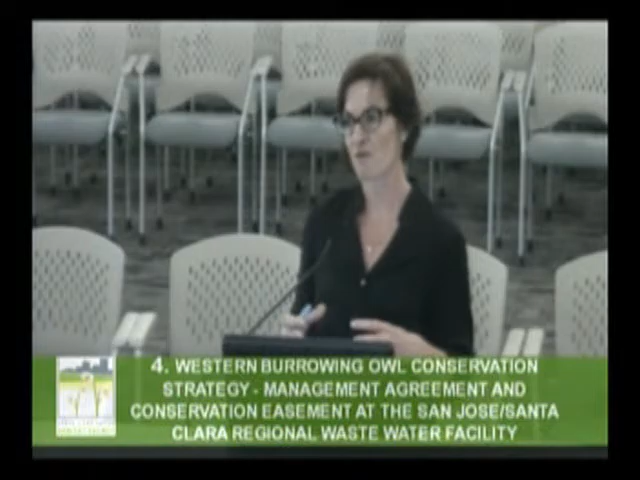 4. WESTERN BURROWING OWL CONSERVATION
STRATEGY - MANAGEMENT AGREEMENT AND
CONSERVATION EASEMENT AT THE SAN JOSE/SANTA
CLARA REGIONAL WASTE WATER FACILITY